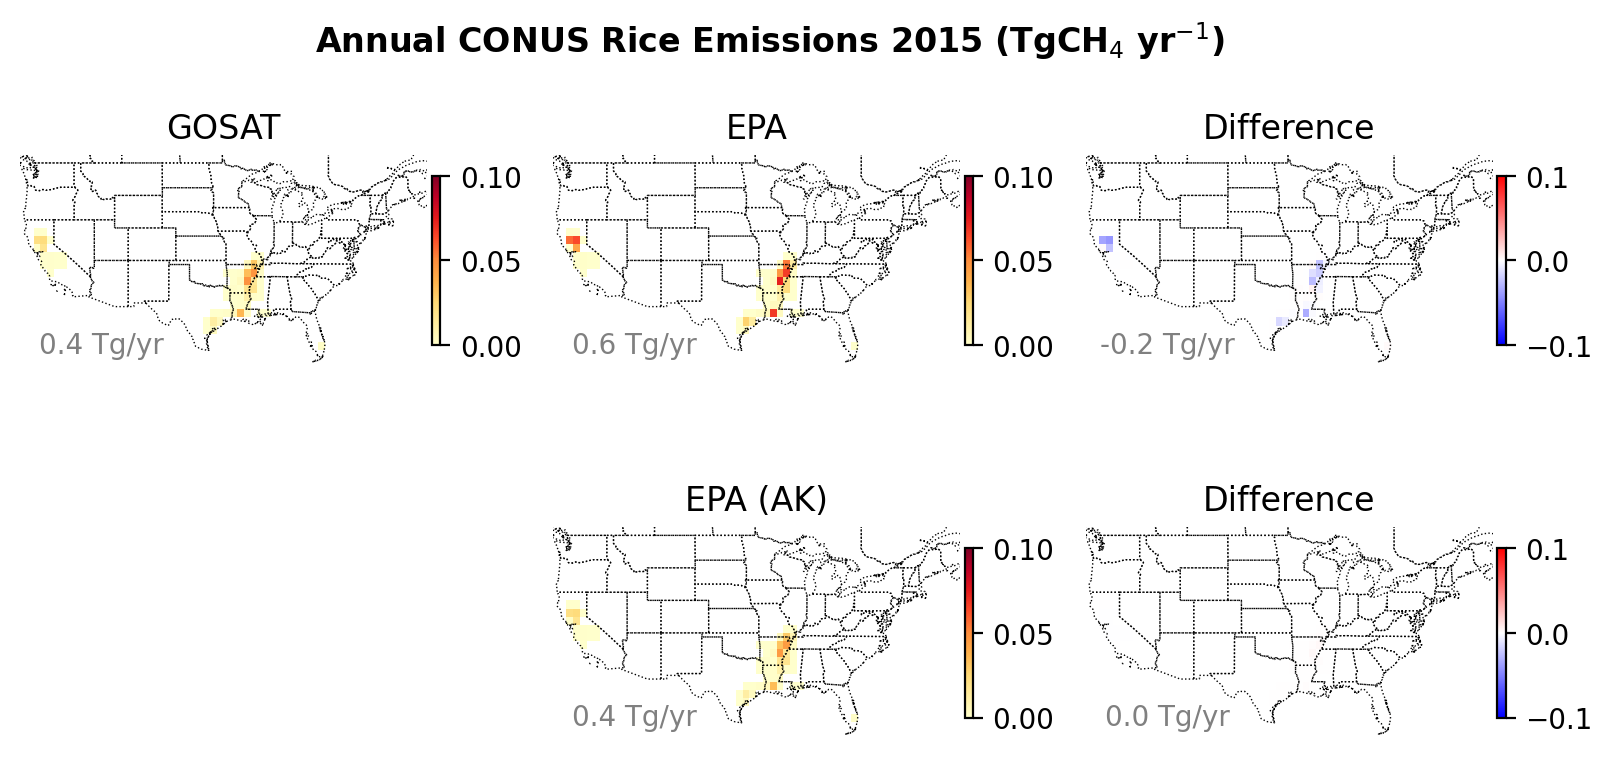 Annual CONUS Rice Emissions 2015 (TgCH₄ yr⁻¹)
GOSAT
EPA
Difference
0.10
0.05
0.00
0.4 Tg/yr
0.10
0.05
0.00
0.6 Tg/yr
0.1
0.0
−0.1
-0.2 Tg/yr
EPA (AK)
Difference
0.10
0.05
0.00
0.4 Tg/yr
0.1
0.0
−0.1
0.0 Tg/yr